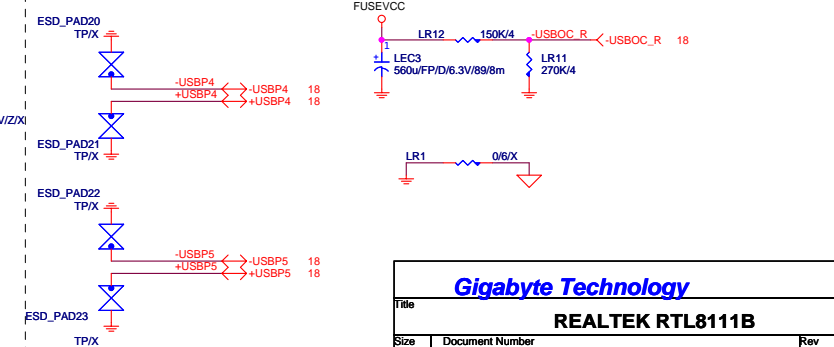 ESD_PAD20
TP/X
-USBP4
+USBP4
-USBP4 18
+USBP4 18
ESD_PAD21
TP/X
ESD_PAD22
TP/X
-USBP5
+USBP5
-USBP5 18
+USBP5 18
ESD_PAD23
TP/X
FUSEVCC
LR12 150K/4
-USBOC_R
-USBOC_R 18
1
+
LEC3
560u/FP/D/6.3V/89/8m
LR11
270K/4
LR1 0/6/X
Gigabyte Technology
Title
REALTEK RTL8111B
Size Document Number Rev